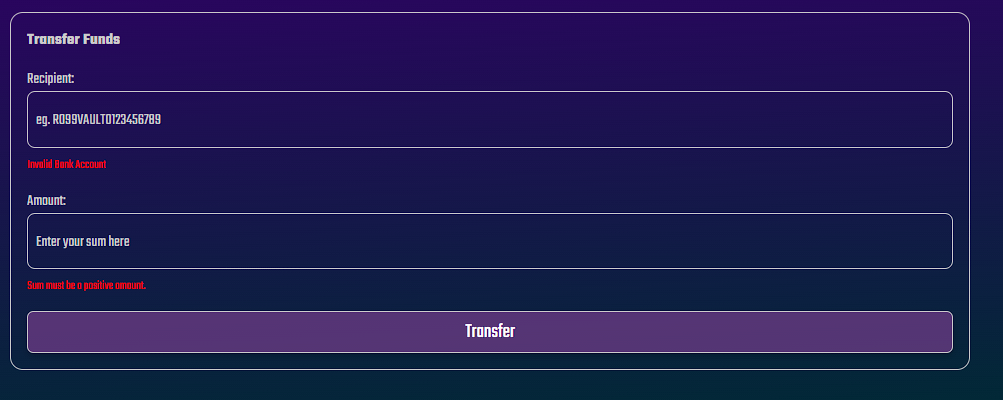 Transfer Funds
Recipient:
eg. RO99VAULT0123456789
Invalid Bank Account
Amount:
Enter your sum here
Sum must be a positive amount.
Transfer